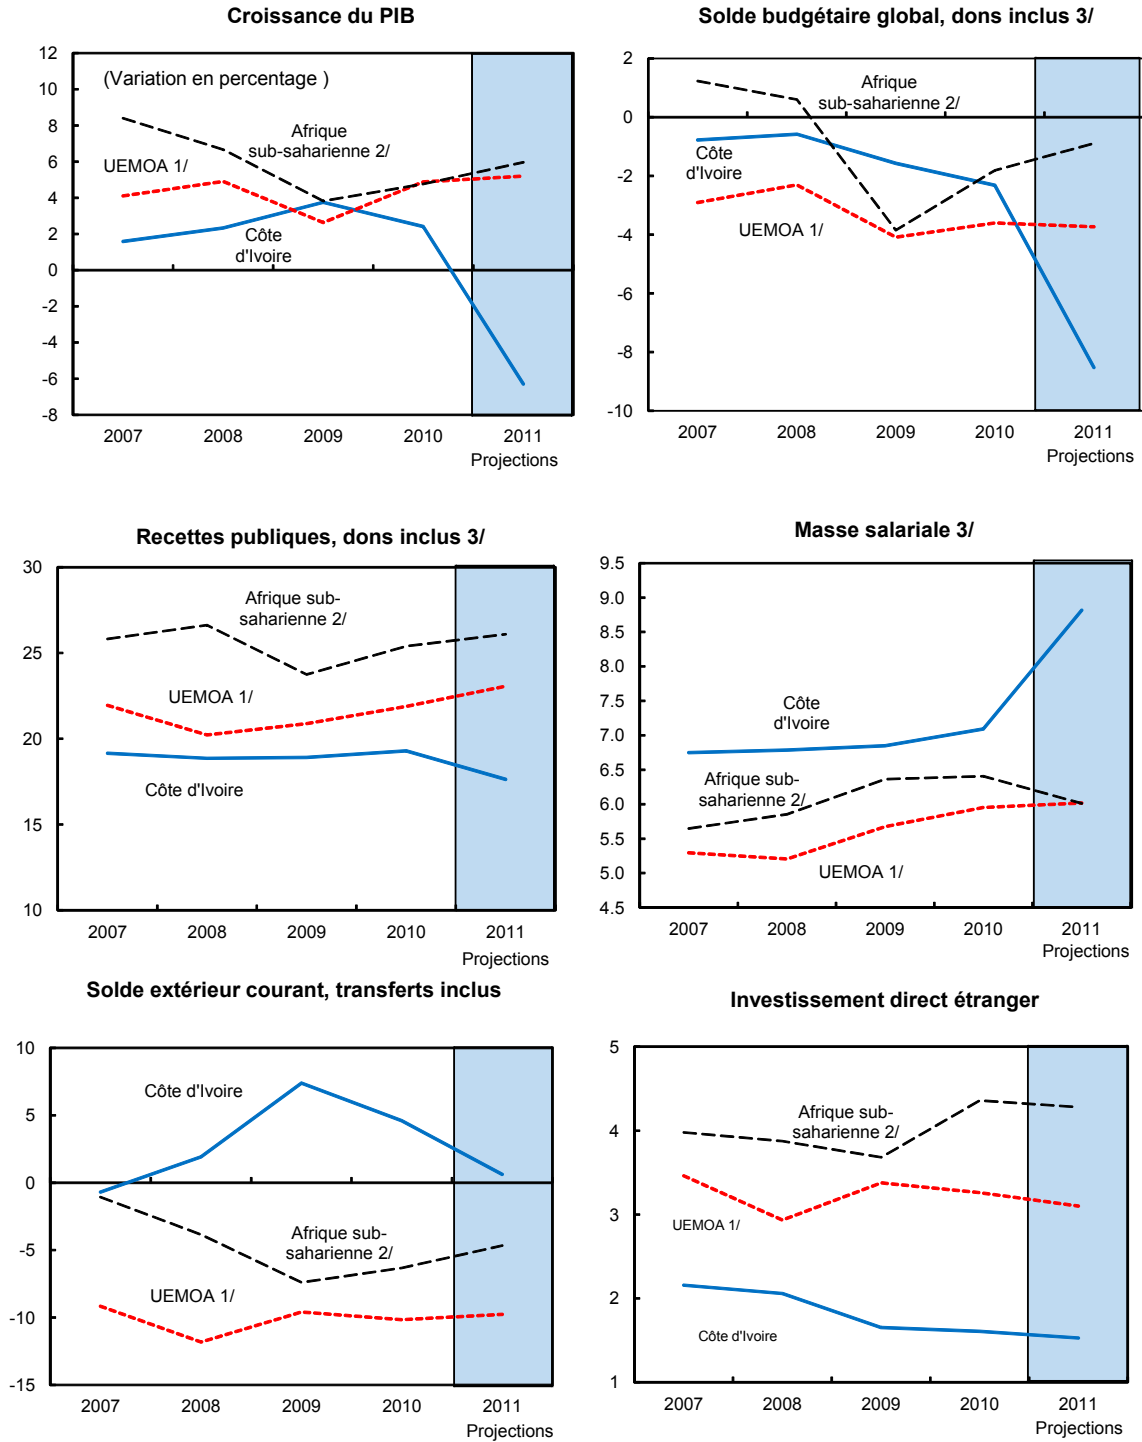 Croissance du PIB
12
10
8
6
4
2
0
-2
-4
-6
-8
(Variation en percentage )
Afrique
sub-saharienne 2/
UEMOA 1/
Côte
d'Ivoire
2007 2008 2009 2010 2011
Projections
Solde budgétaire global, dons inclus 3/
2
0
-2
-4
-6
-8
-10
Afrique
sub-saharienne 2/
Côte
d'Ivoire
UEMOA 1/
2007 2008 2009 2010 2011
Projections
Recettes publiques, dons inclus 3/
30
25
20
15
10
Afrique sub-
saharienne 2/
UEMOA 1/
Côte d'Ivoire
2007 2008 2009 2010 2011
Projections
Masse salariale 3/
9.5
9.0
8.5
8.0
7.5
7.0
6.5
6.0
5.5
5.0
4.5
Côte
d'Ivoire
Afrique sub-
saharienne 2/
UEMOA 1/
2007 2008 2009 2010 2011
Projections
Solde extérieur courant, transferts inclus
10
5
0
-5
-10
-15
Côte d'Ivoire
Afrique sub-
saharienne 2/
UEMOA 1/
2007 2008 2009 2010 2011
Projections
Investissement direct étranger
5
4
3
2
1
Afrique sub-
saharienne 2/
UEMOA 1/
Côte d'Ivoire
2007 2008 2009 2010 2011
Projections